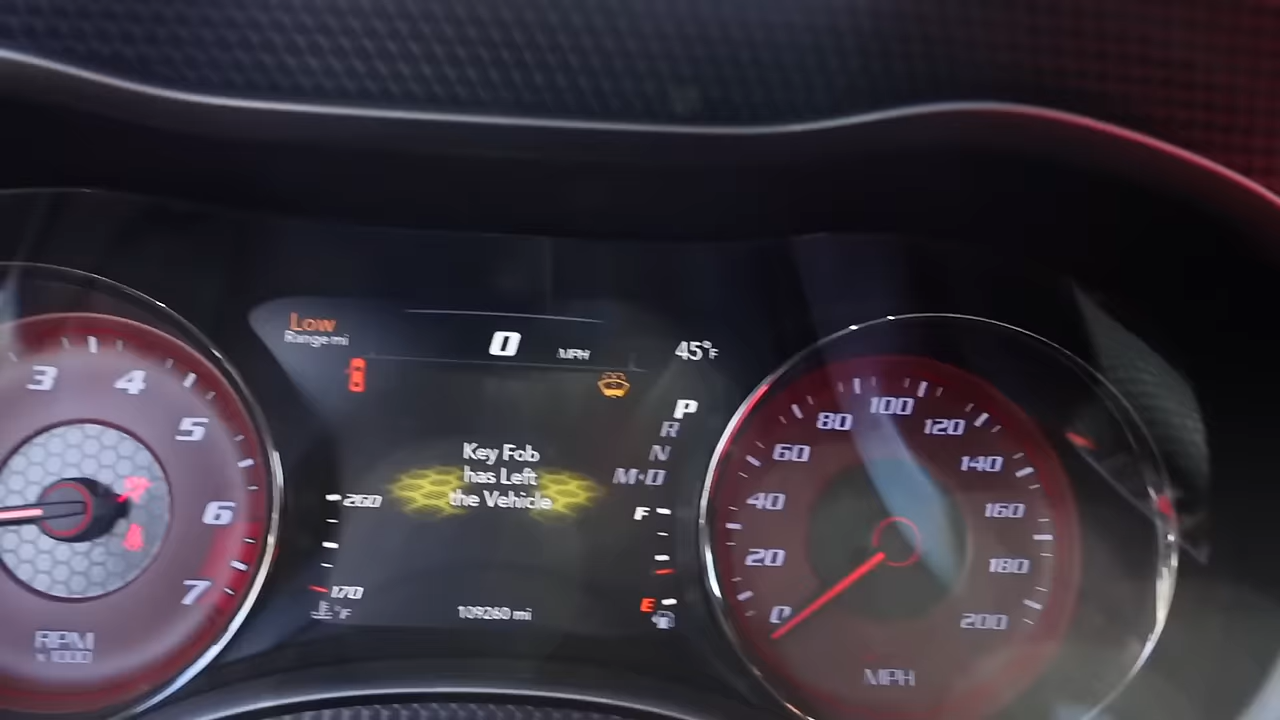 Low
Range mi
0 MPH
45°F
P
R
N
M·D
Key Fob
has Left
the Vehicle
260
170
°F
F
E
109260 mi
3
4
5
6
7
RPM
x 1000
0
20
40
60
80
100
120
140
160
180
200
MPH